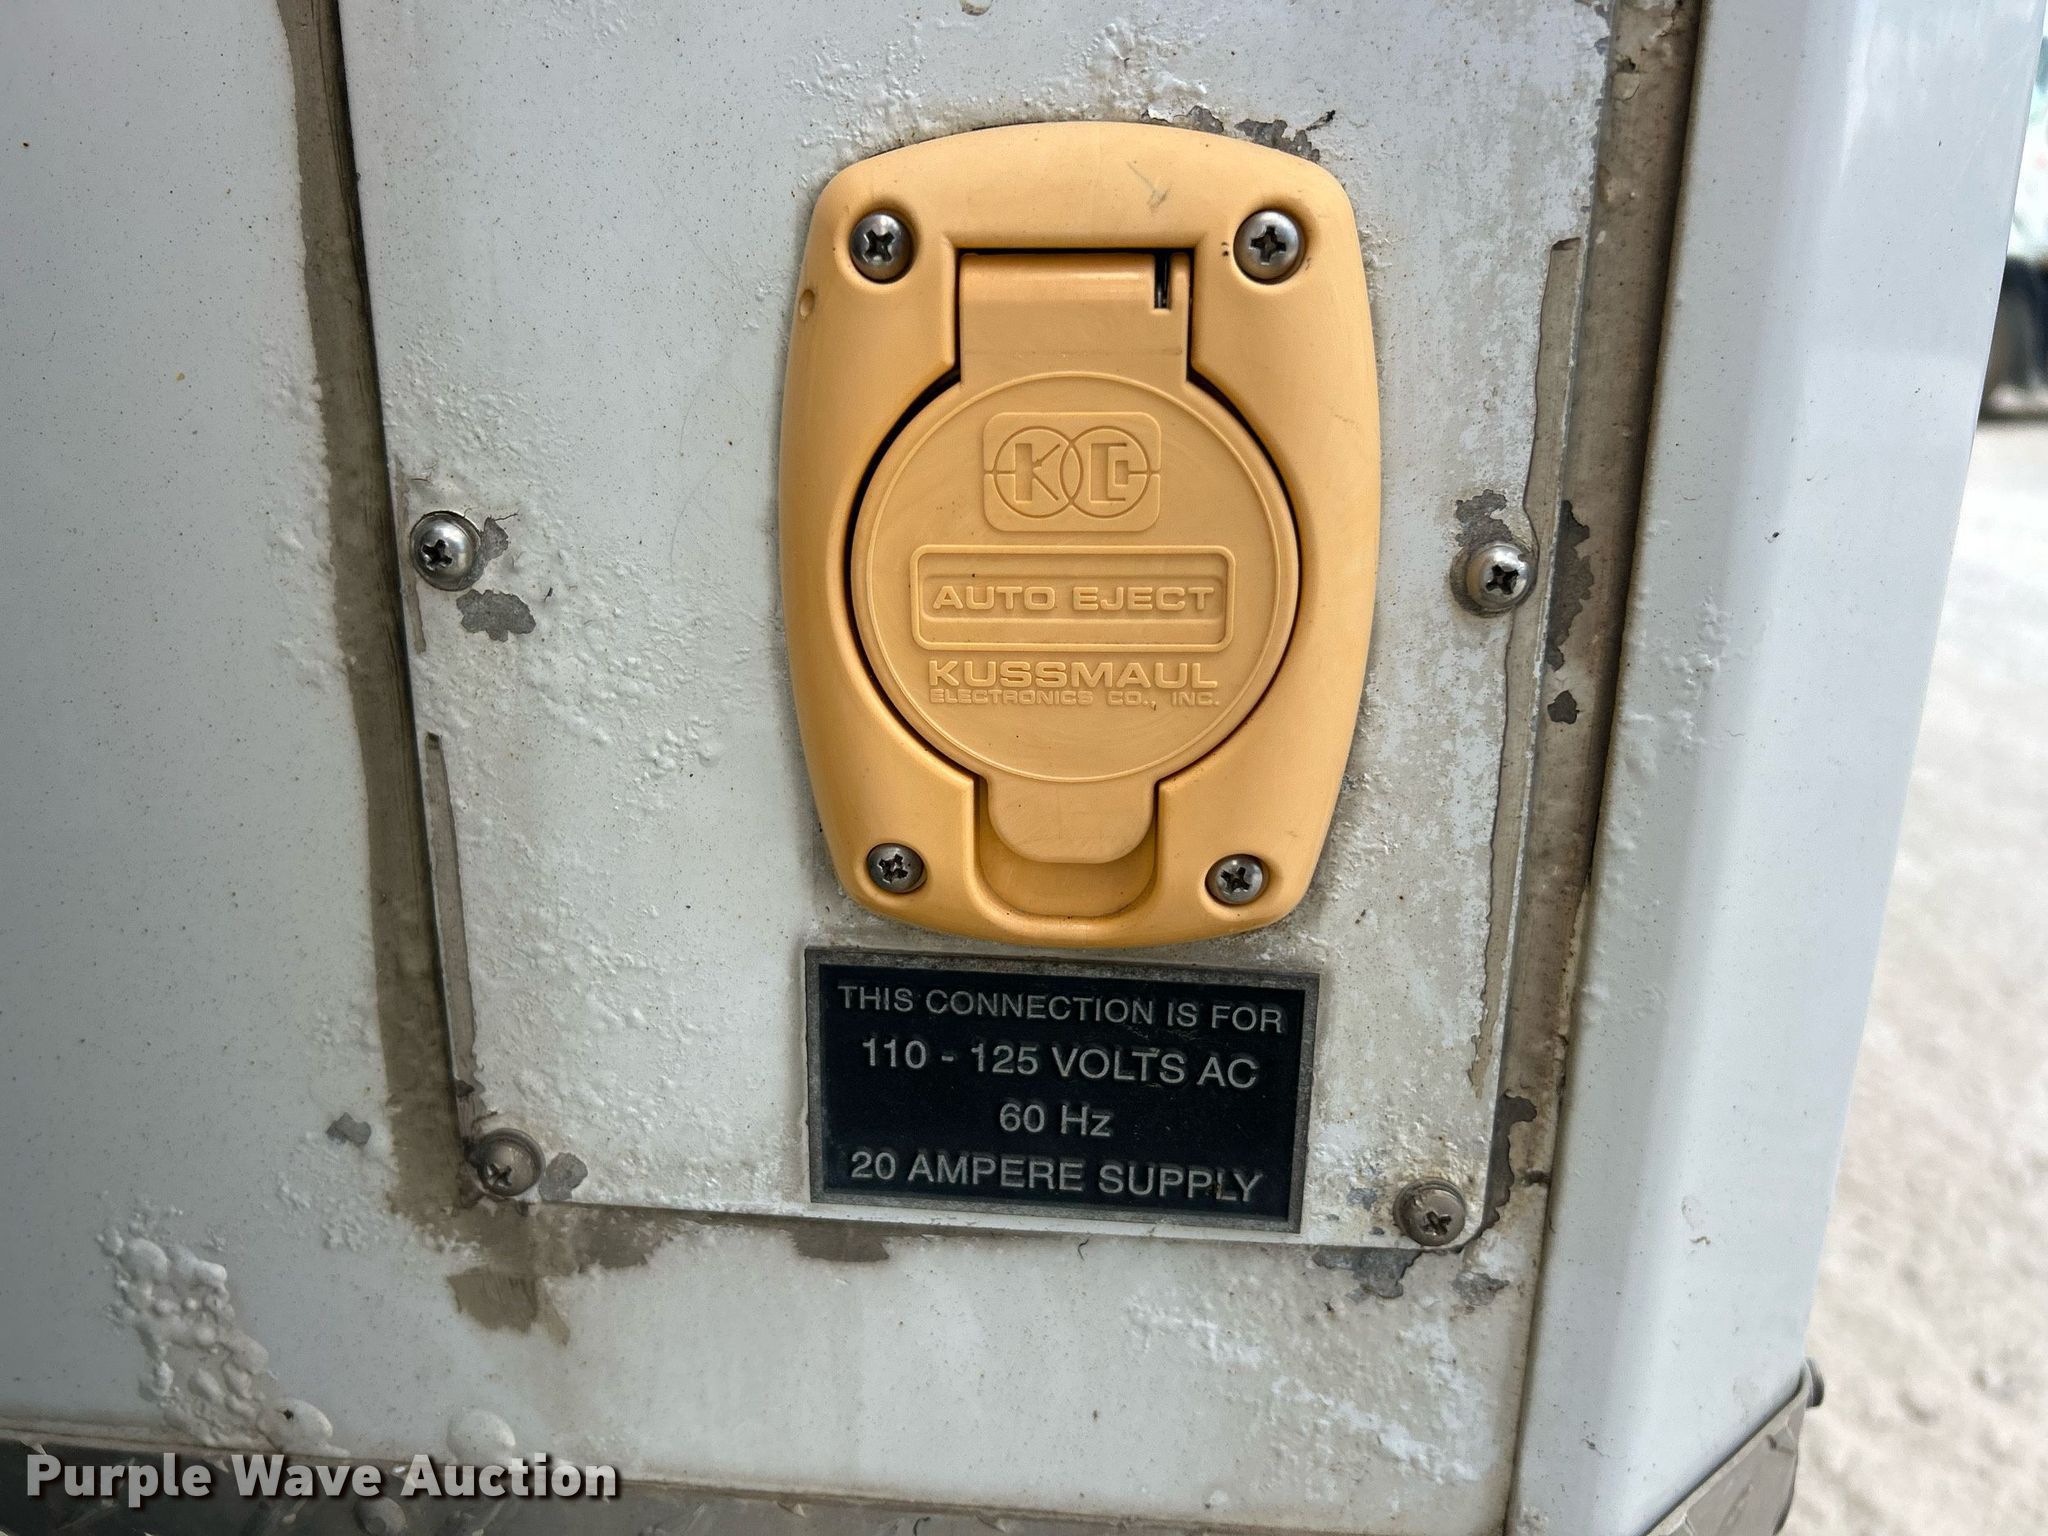 KC
AUTO EJECT
KUSSMAUL
ELECTRONICS CO., INC.
THIS CONNECTION IS FOR
110 - 125 VOLTS AC
60 Hz
20 AMPERE SUPPLY
Purple Wave Auction